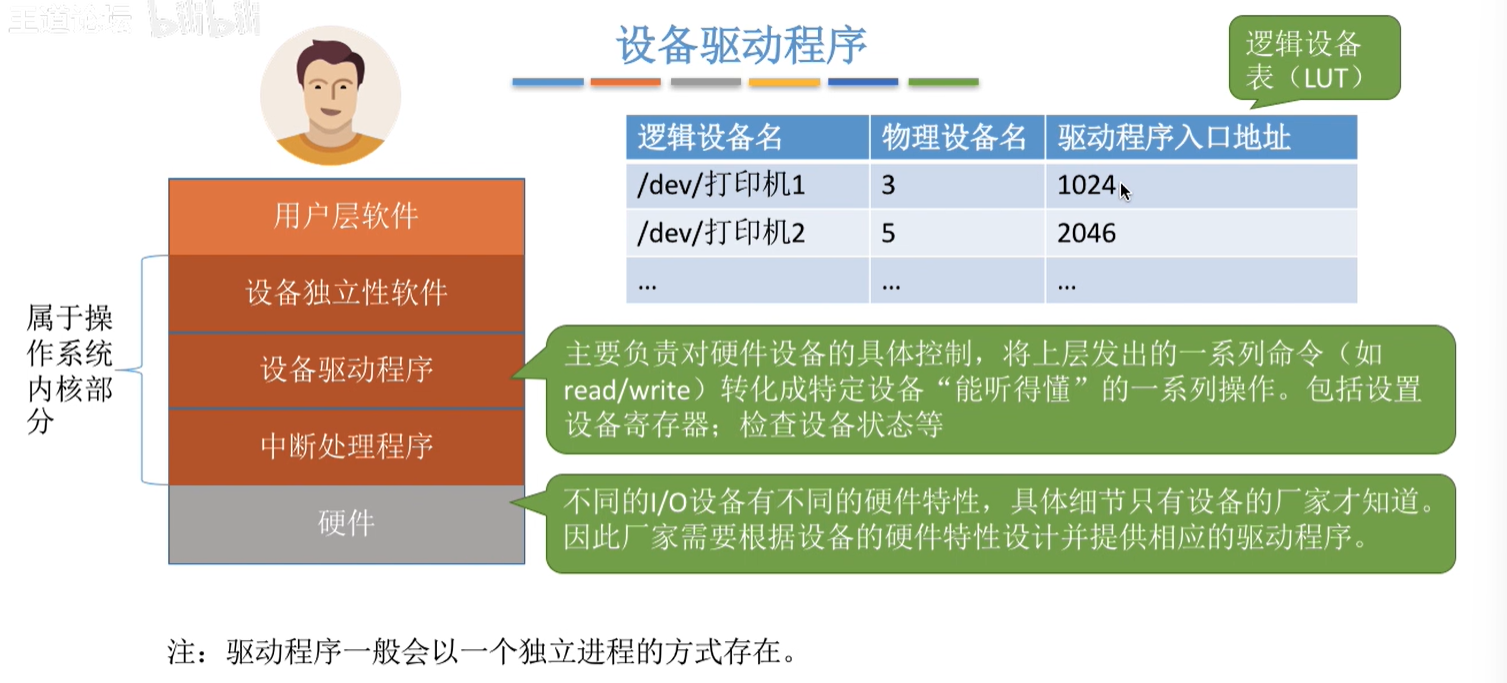 王道论坛 bilibili
设备驱动程序
逻辑设备
表（LUT）
逻辑设备名 物理设备名 驱动程序入口地址
/dev/打印机1 3 1024
/dev/打印机2 5 2046
... ... ...
用户层软件
设备独立性软件
设备驱动程序
中断处理程序
硬件
属于操
作系统
内核部
分
主要负责对硬件设备的具体控制，将上层发出的一系列命令（如
read/write）转化成特定设备“能听得懂”的一系列操作。包括设置
设备寄存器；检查设备状态等
不同的I/O设备有不同的硬件特性，具体细节只有设备的厂家才知道。
因此厂家需要根据设备的硬件特性设计并提供相应的驱动程序。
注：驱动程序一般会以一个独立进程的方式存在。